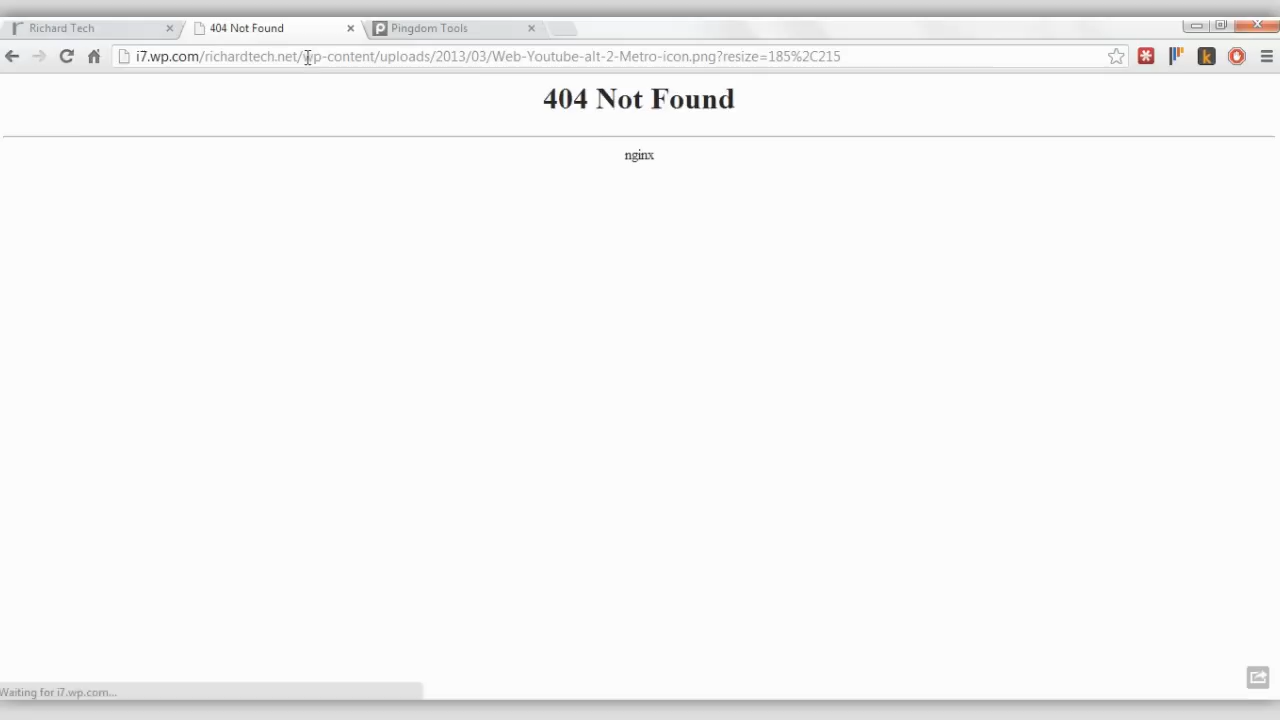 Richard Tech
404 Not Found
Pingdom Tools
i7.wp.com/richardtech.net/wp-content/uploads/2013/03/Web-Youtube-alt-2-Metro-icon.png?resize=185%2C215
404 Not Found
nginx
Waiting for i7.wp.com...